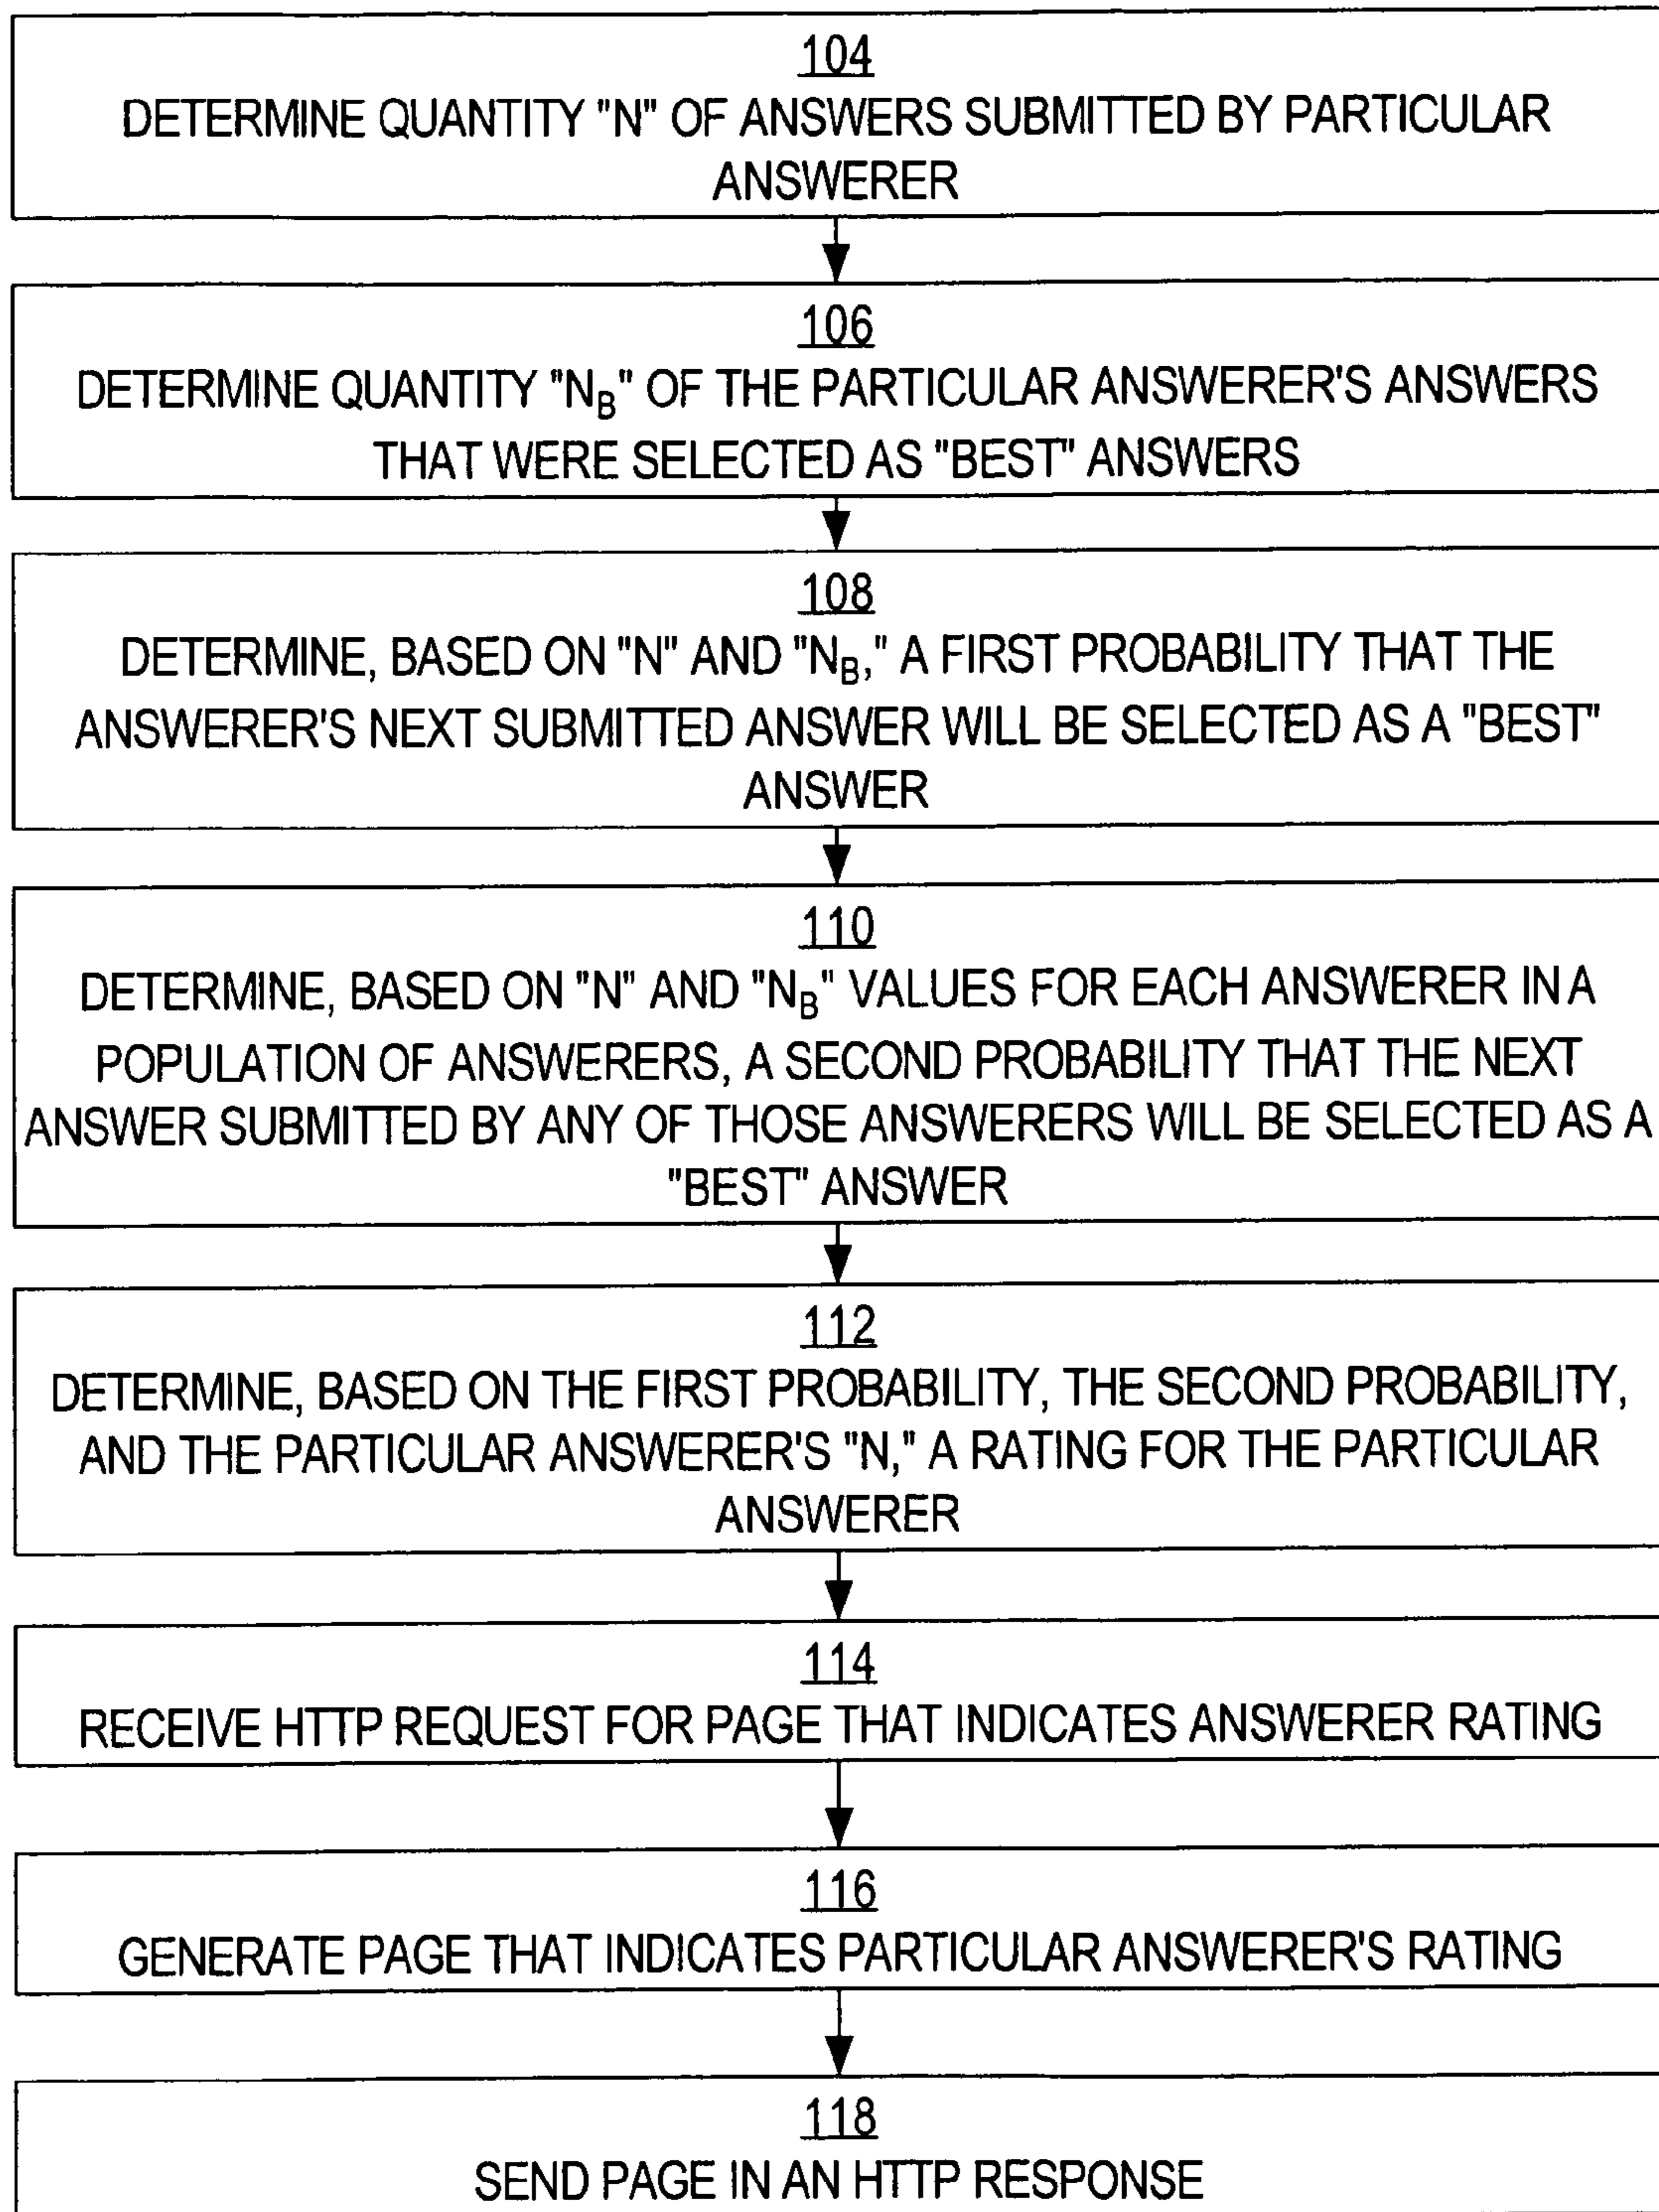 104
DETERMINE QUANTITY "N" OF ANSWERS SUBMITTED BY PARTICULAR
ANSWERER
106
DETERMINE QUANTITY "N_B" OF THE PARTICULAR ANSWERER'S ANSWERS
THAT WERE SELECTED AS "BEST" ANSWERS
108
DETERMINE, BASED ON "N" AND "N_B," A FIRST PROBABILITY THAT THE
ANSWERER'S NEXT SUBMITTED ANSWER WILL BE SELECTED AS A "BEST"
ANSWER
110
DETERMINE, BASED ON "N" AND "N_B" VALUES FOR EACH ANSWERER IN A
POPULATION OF ANSWERERS, A SECOND PROBABILITY THAT THE NEXT
ANSWER SUBMITTED BY ANY OF THOSE ANSWERERS WILL BE SELECTED AS A
"BEST" ANSWER
112
DETERMINE, BASED ON THE FIRST PROBABILITY, THE SECOND PROBABILITY,
AND THE PARTICULAR ANSWERER'S "N," A RATING FOR THE PARTICULAR
ANSWERER
114
RECEIVE HTTP REQUEST FOR PAGE THAT INDICATES ANSWERER RATING
116
GENERATE PAGE THAT INDICATES PARTICULAR ANSWERER'S RATING
118
SEND PAGE IN AN HTTP RESPONSE